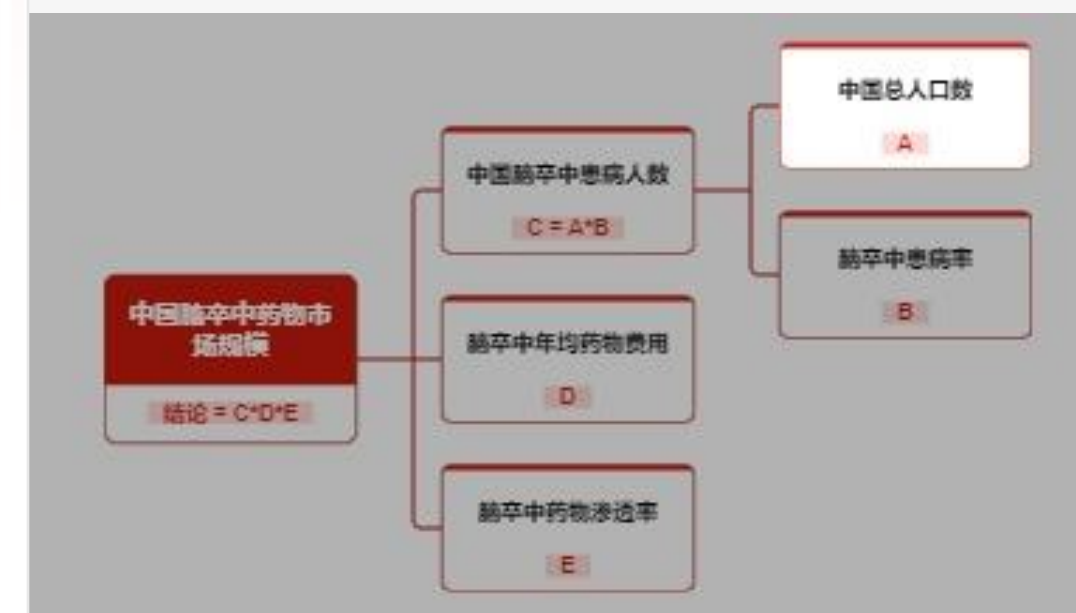 中国总人口数
A
中国脑卒中患病人数
C = A*B
脑卒中患病率
B
中国脑卒中药物市
场规模
结论 = C*D*E
脑卒中年均药物费用
D
脑卒中药物渗透率
E